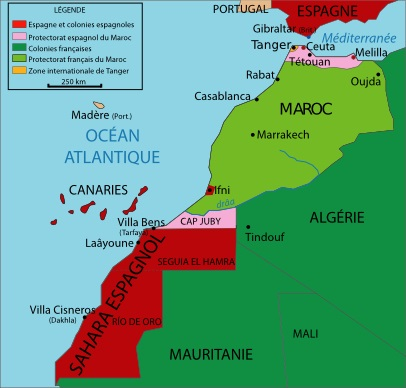 LÉGENDE
Espagne et colonies espagnoles
Protectorat espagnol du Maroc
Colonies françaises
Protectorat français du Maroc
Zone internationale de Tanger
250 km
PORTUGAL
ESPAGNE
Gibraltar (Brit.)
Méditerranée
Tanger
Ceuta
Melilla
Tétouan
Rabat
Oujda
Casablanca
MAROC
Madère (Port.)
OCÉAN
ATLANTIQUE
Marrakech
CANARIES
Ifni
drâa
Villa Bens
(Tarfaya)
CAP JUBY
ALGÉRIE
Laâyoune
Tindouf
SAHARA ESPAGNOL
SEGUIA EL HAMRA
Villa Cisneros
(Dakhla)
RÍO DE ORO
MALI
MAURITANIE